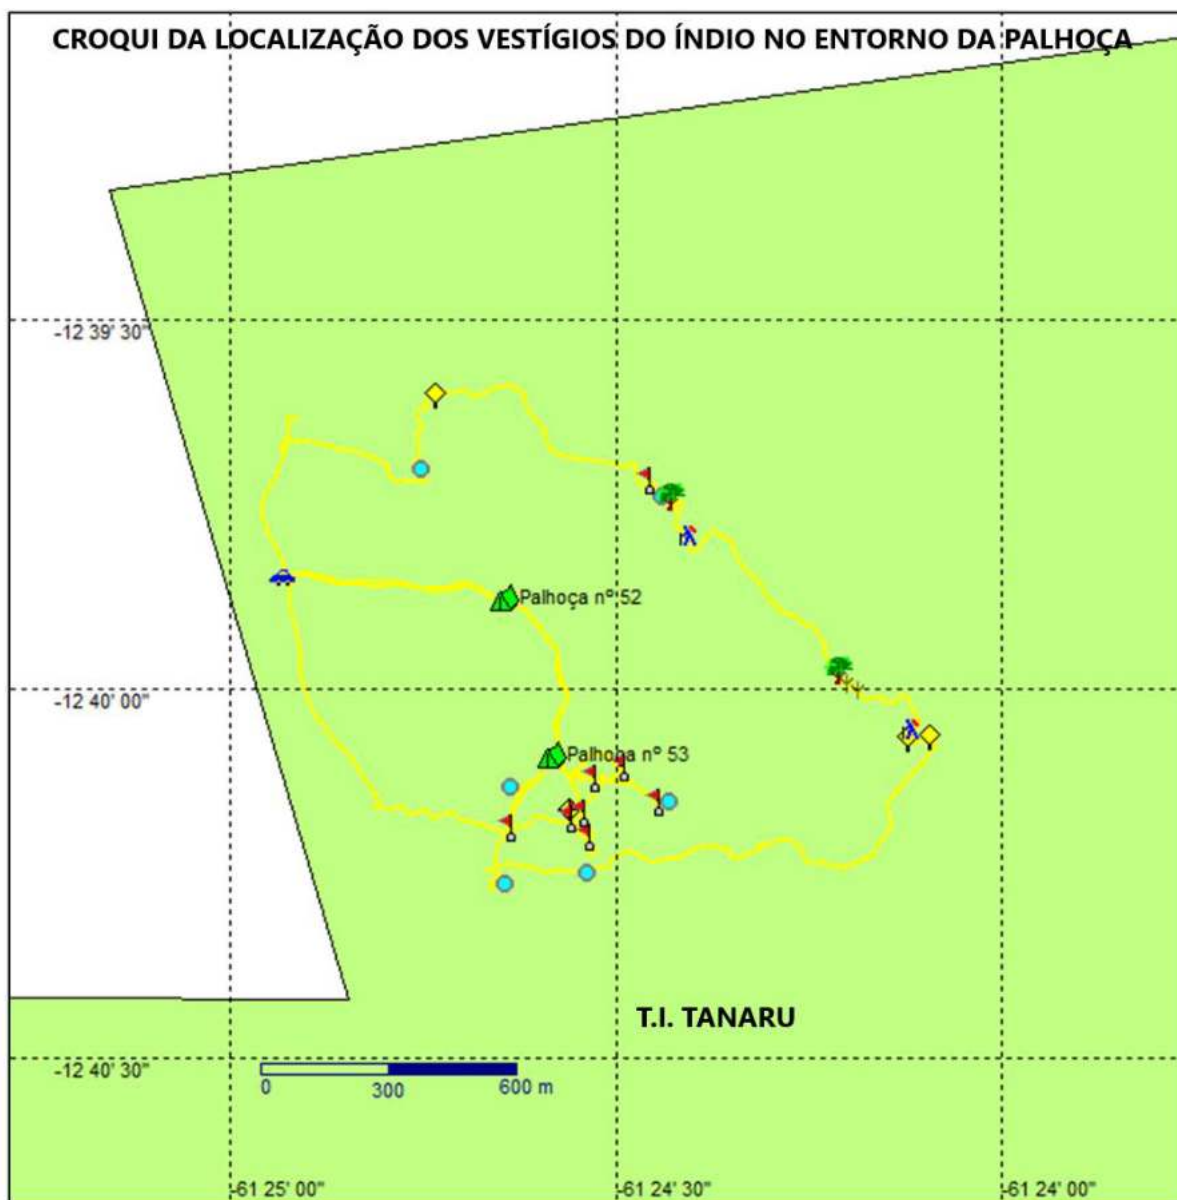 CROQUI DA LOCALIZAÇÃO DOS VESTÍGIOS DO ÍNDIO NO ENTORNO DA PALHOÇA
-12 39' 30"
Palhoça nº 52
-12 40' 00"
Palhoça nº 53
T.I. TANARU
-12 40' 30"
0 300 600 m
-61 25' 00" -61 24' 30" -61 24' 00"